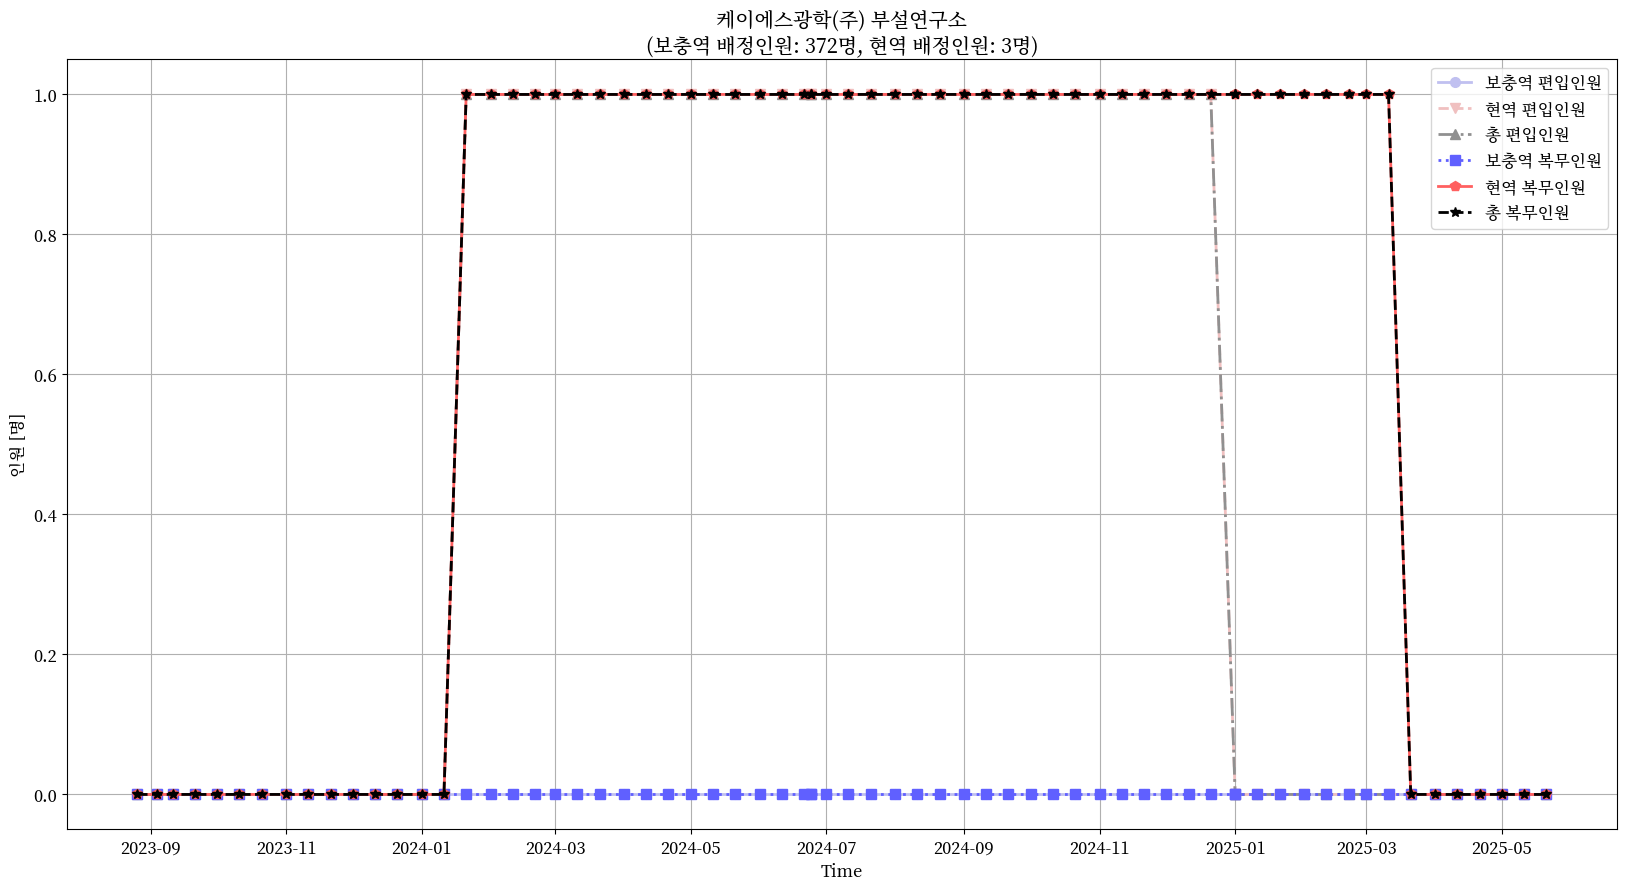 케이에스광학(주) 부설연구소
(보충역 배정인원: 372명, 현역 배정인원: 3명)
보충역 편입인원
현역 편입인원
총 편입인원
보충역 복무인원
현역 복무인원
총 복무인원
인원 [명]
1.0
0.8
0.6
0.4
0.2
0.0
2023-09
2023-11
2024-01
2024-03
2024-05
2024-07
2024-09
2024-11
2025-01
2025-03
2025-05
Time